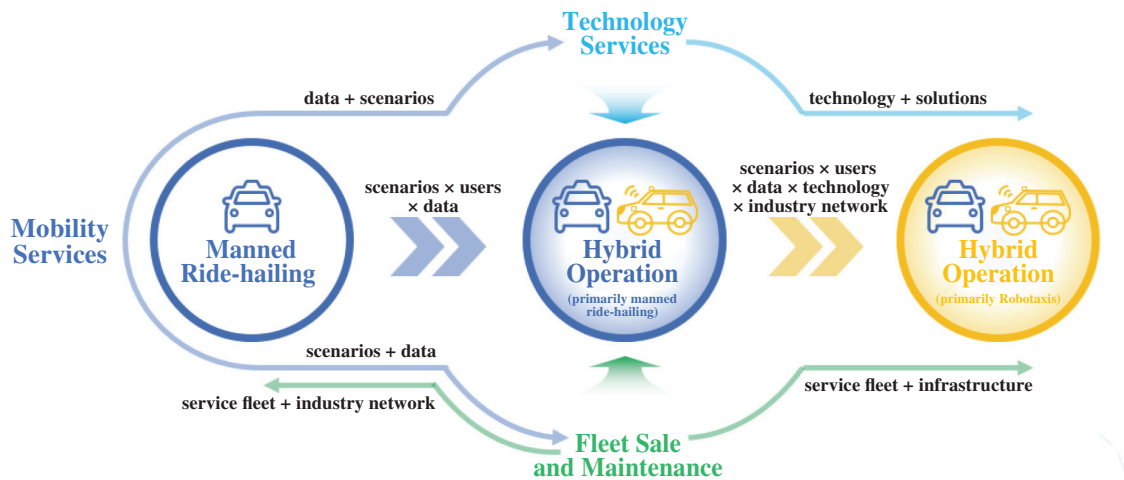 Technology
Services
data + scenarios
technology + solutions
Mobility
Services
Manned
Ride-hailing
scenarios × users
× data
Hybrid
Operation
(primarily manned
ride-hailing)
scenarios × users
× data × technology
× industry network
Hybrid
Operation
(primarily Robotaxis)
scenarios + data
service fleet + industry network
service fleet + infrastructure
Fleet Sale
and Maintenance